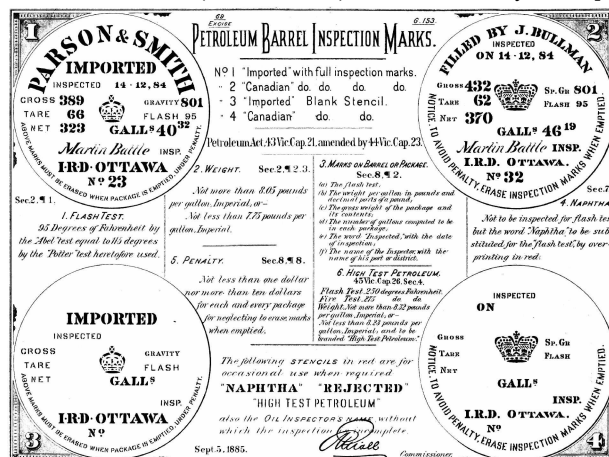 69
Excise
G.153.
PETROLEUM BARREL INSPECTION MARKS.
No 1 "Imported" with full inspection marks.
" 2 "Canadian" do. do. do.
" 3 "Imported" Blank Stencil.
" 4 "Canadian" do. do.
Petroleum Act, 43 Vic. Cap. 21, amended by 44 Vic. Cap. 23.
1
PARSON & SMITH
IMPORTED
INSPECTED 14·12, 84
GROSS 389 GRAVITY 801
TARE 66 FLASH 95
NET 323 GALLS 40 32
Martin Battle INSP.
I·R·D·OTTAWA
No 23
ABOVE MARKS MUST BE ERASED WHEN PACKAGE IS EMPTIED, UNDER PENALTY.
2
FILLED BY J. BULLMAN
INSPECTED
ON 14·12, 84
GROSS 432 SP. GR 801
TARE 62 FLASH 95
NET 370 GALLS 46 19
Martin Battle INSP.
I.R.D. OTTAWA.
No 32
NOTICE, TO AVOID PENALTY, ERASE INSPECTION MARKS WHEN EMPTIED.
Sec. 2, ¶ 1.
1. FLASH TEST.
95 Degrees of Fahrenheit by
the "Abel" test equal to 115 degrees
by the "Potter" test heretofore used.
2. WEIGHT. Sec. 2, ¶ 2. 3.
Not more than 8.05 pounds
per gallon, Imperial, or–
Not less than 7.75 pounds per
gallon, Imperial.
5. PENALTY. Sec. 8, ¶ 8.
Not less than one dollar
nor more than ten dollars
for each and every package
for neglecting to erase marks
when emptied.
3. MARKS ON BARREL OR PACKAGE.
Sec. 8, ¶ 2.
(a) The flash test,
(b) The weight per gallon in pounds and
decimal parts of a pound,
(c) The gross weight of the package and
its contents;
(d) The number of gallons computed to be
in each package,
(e) The word "Inspected," with the date
of inspection,
(f) The name of the Inspector, with the
name of his port or district.
6. HIGH TEST PETROLEUM.
43 Vic. Cap. 26, Sec. 4.
Flash Test. 250 degrees Fahrenheit.
Fire Test. 275 do do
Weight. Not more than 8.32 pounds
per gallon, Imperial, or–
Not less than 8.23 pounds per
gallon, Imperial, and to be
branded "High Test Petroleum."
Sec. 7
4. NAPHTHA
Not to be inspected for flash te
but the word "Naphtha" to be sub
stituted for the "flash test", by over-
printing in red:
3
IMPORTED
INSPECTED
GROSS GRAVITY
TARE FLASH
NET GALLS
INSP.
I·R·D·OTTAWA
No
ABOVE MARKS MUST BE ERASED WHEN PACKAGE IS EMPTIED, UNDER PENALTY.
The following STENCILS in red are for
occasional use when required
"NAPHTHA" "REJECTED"
"HIGH TEST PETROLEUM"
also the OIL INSPECTOR'S NAME without
which the inspection is incomplete.
Sept. 5. 1885.
Commissioner.
4
INSPECTED
ON
GROSS SP. GR
TARE FLASH
NET
GALLS
INSP.
I.R.D. OTTAWA.
No
NOTICE, TO AVOID PENALTY, ERASE INSPECTION MARKS WHEN EMPTIED.